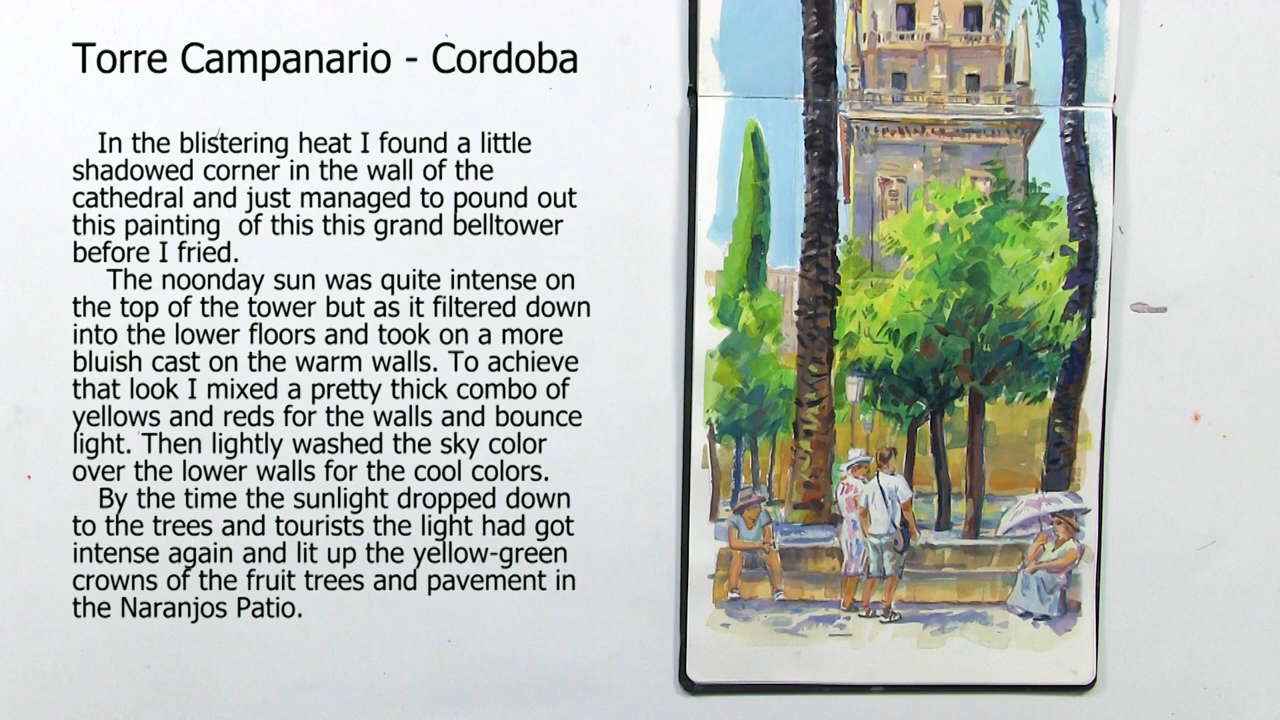 Torre Campanario - Cordoba
In the blistering heat I found a little
shadowed corner in the wall of the
cathedral and just managed to pound out
this painting  of this this grand belltower
before I fried.
The noonday sun was quite intense on
the top of the tower but as it filtered down
into the lower floors and took on a more
bluish cast on the warm walls. To achieve
that look I mixed a pretty thick combo of
yellows and reds for the walls and bounce
light. Then lightly washed the sky color
over the lower walls for the cool colors.
By the time the sunlight dropped down
to the trees and tourists the light had got
intense again and lit up the yellow-green
crowns of the fruit trees and pavement in
the Naranjos Patio.